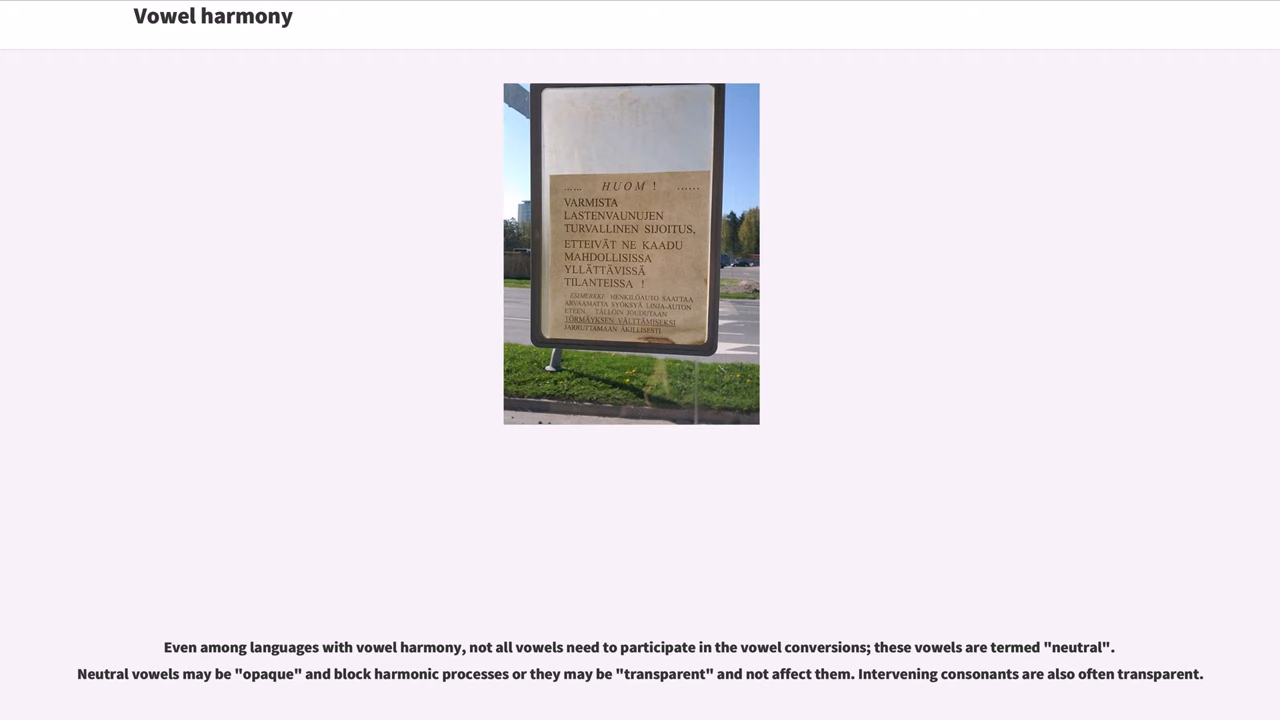 Vowel harmony
...... HUOM ! ......
VARMISTA
LASTENVAUNUJEN
TURVALLINEN SIJOITUS,
ETTEIVÄT NE KAADU
MAHDOLLISISSA
YLLÄTTÄVISSÄ
TILANTEISSA !
ESIMERKKI: HENKILÖAUTO SAATTAA
ARVAAMATTA SYÖKSYÄ LINJA-AUTON
ETEEN. TÄLLÖIN JOUDUTAAN
TÖRMÄYKSEN VÄLTTÄMISEKSI
JARRUTTAMAAN ÄKILLISESTI
Even among languages with vowel harmony, not all vowels need to participate in the vowel conversions; these vowels are termed "neutral".
Neutral vowels may be "opaque" and block harmonic processes or they may be "transparent" and not affect them. Intervening consonants are also often transparent.